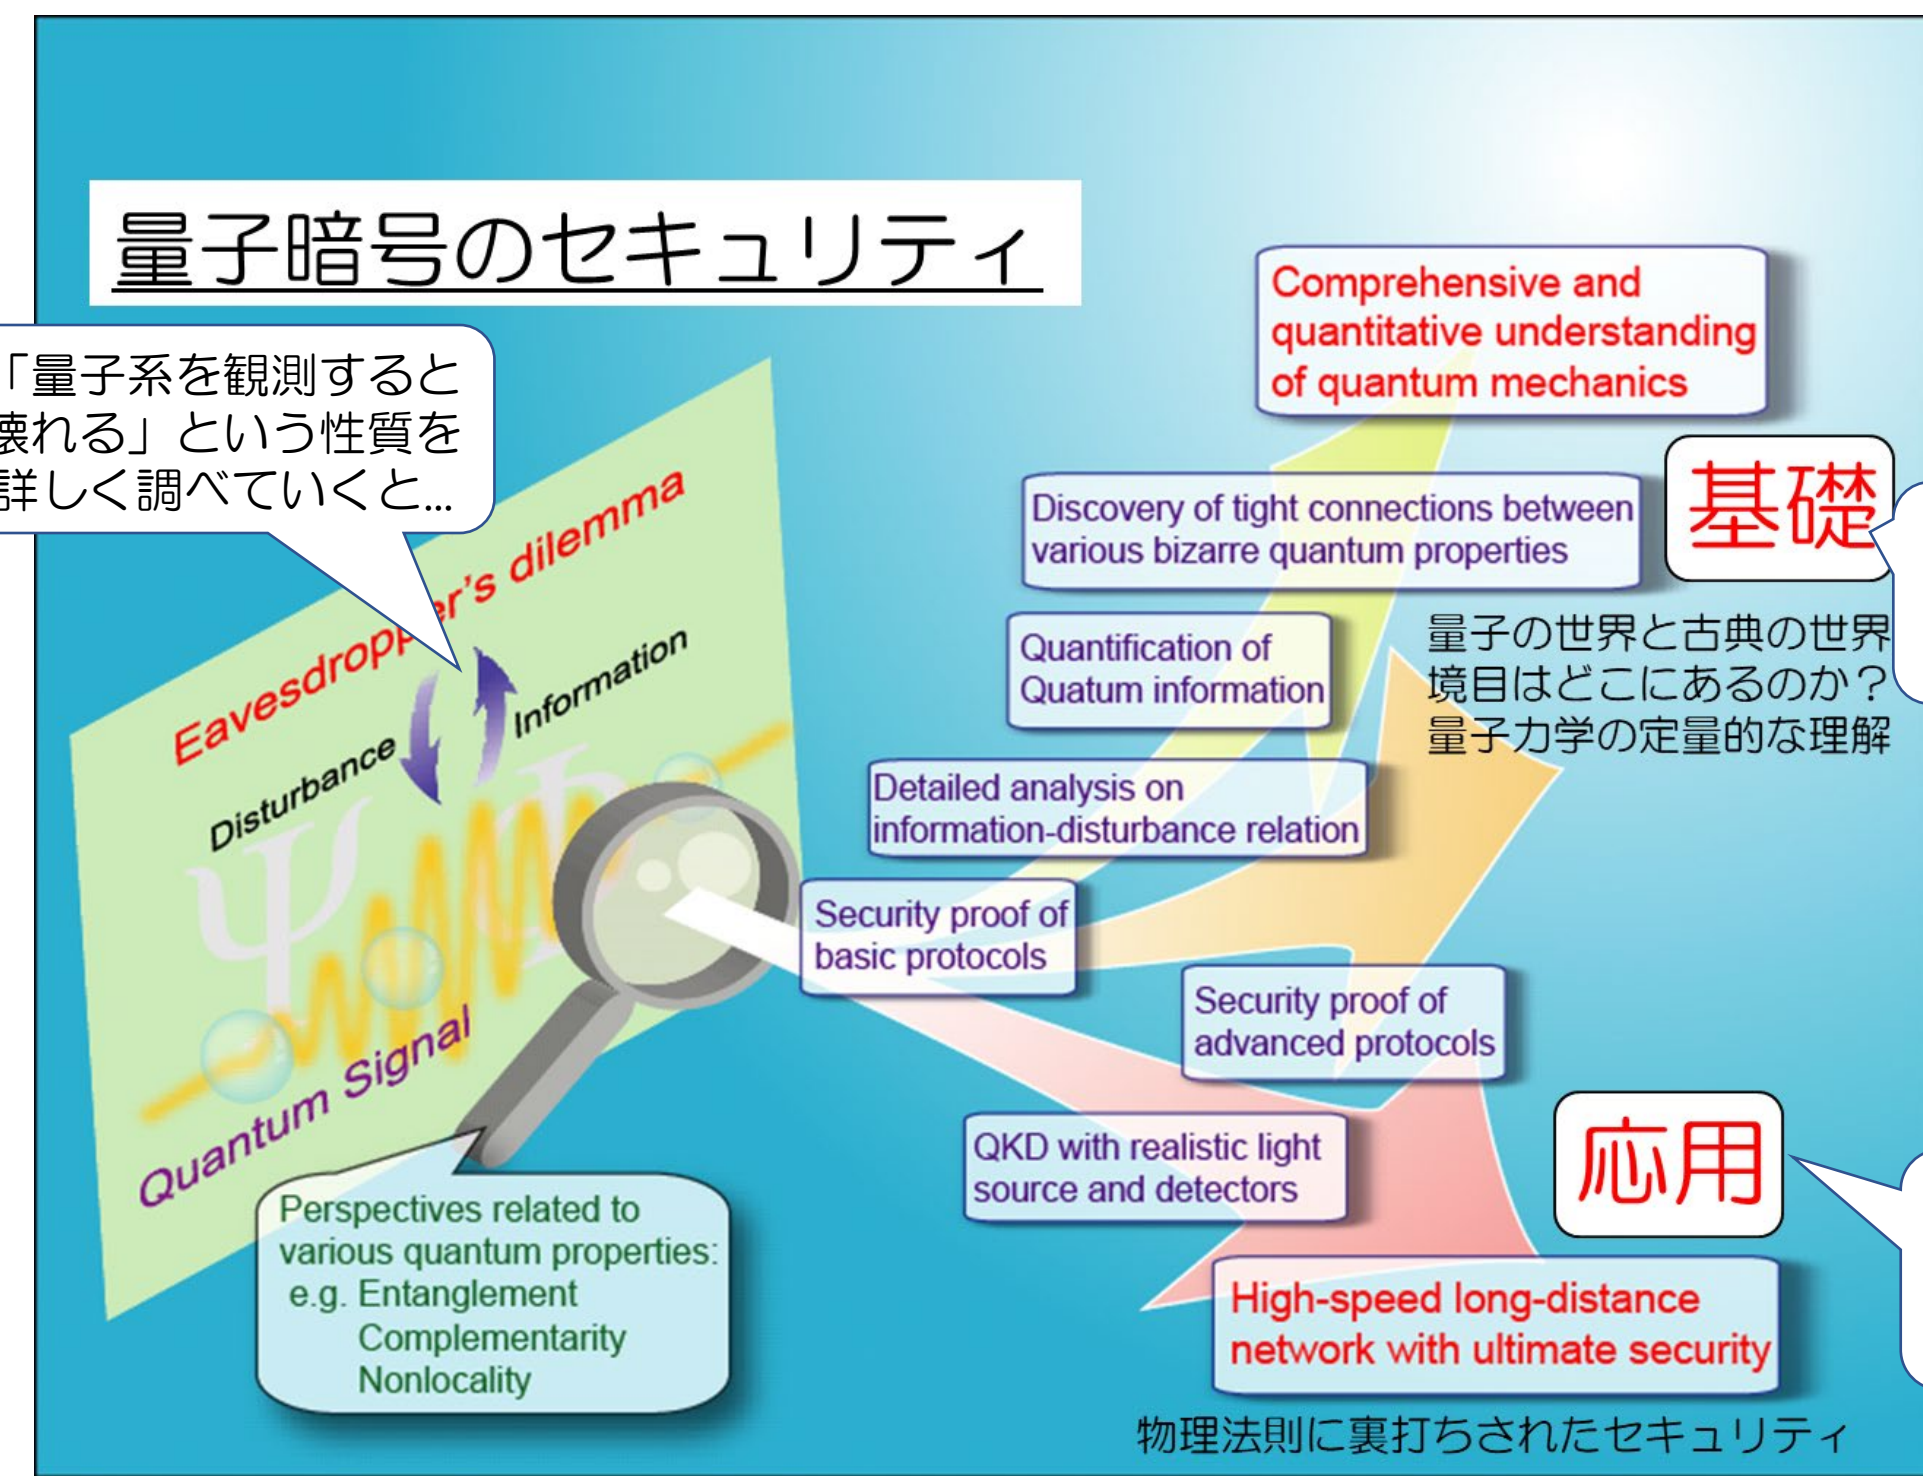 量子暗号のセキュリティ
「量子系を観測すると
壊れる」という性質を
詳しく調べていくと...
Eavesdropper's dilemma
Disturbance
Information
Ψ
Φ
Quantum Signal
Perspectives related to
various quantum properties:
e.g. Entanglement
Complementarity
Nonlocality
Comprehensive and
quantitative understanding
of quantum mechanics
基礎
Discovery of tight connections between
various bizarre quantum properties
量子の世界と古典の世界
境目はどこにあるのか？
量子力学の定量的な理解
Quantification of
Quatum information
Detailed analysis on
information-disturbance relation
Security proof of
basic protocols
Security proof of
advanced protocols
応用
QKD with realistic light
source and detectors
High-speed long-distance
network with ultimate security
物理法則に裏打ちされたセキュリティ